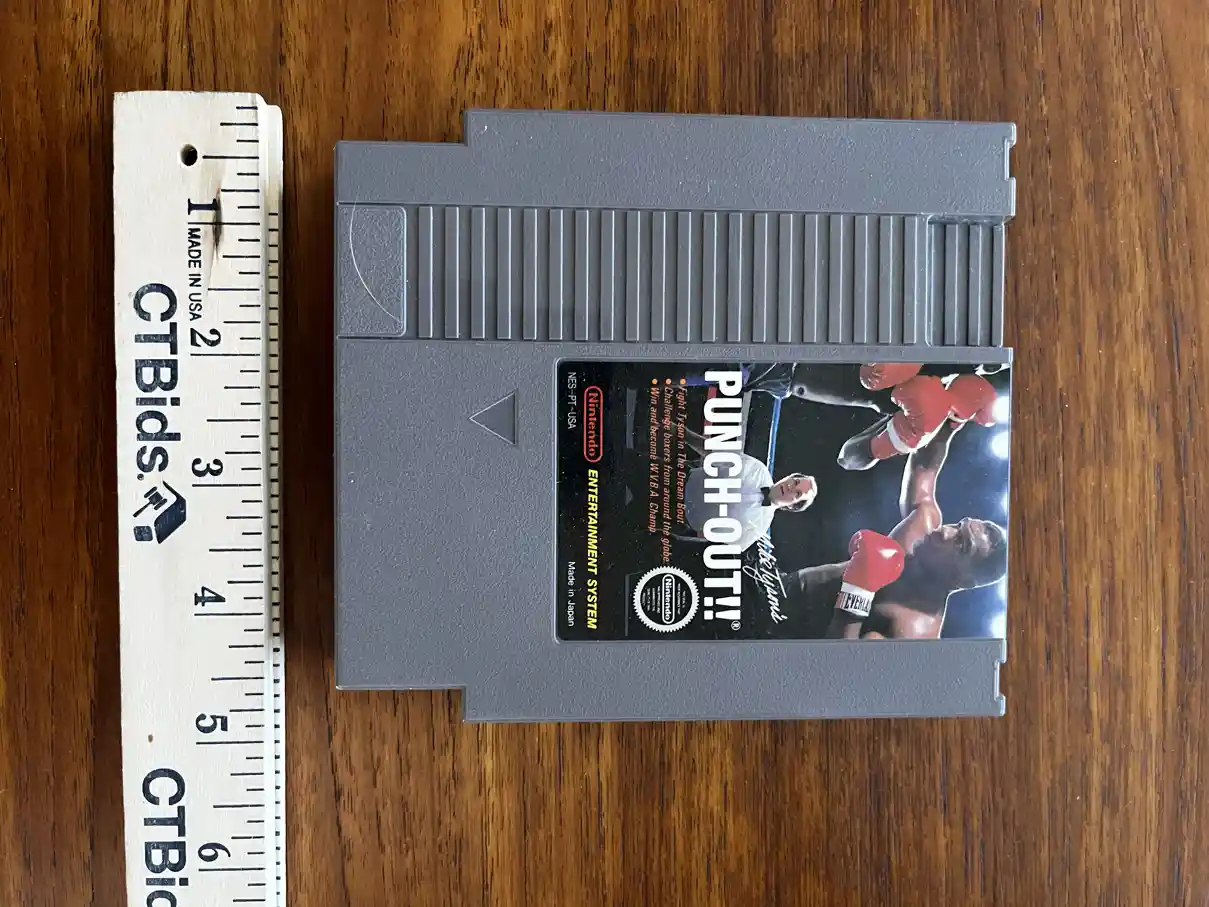 1
MADE IN USA
2
3
4
5
6
CTBids.
CTBi
Mike Tyson's
PUNCH-OUT!!®
• Fight Tyson in The Dream Bout.
• Challenge boxers from around the globe.
• Win and become W.V.B.A. Champ.
EVERLA
Nintendo
Nintendo ENTERTAINMENT SYSTEM
NES-PT-USA
Made in Japan